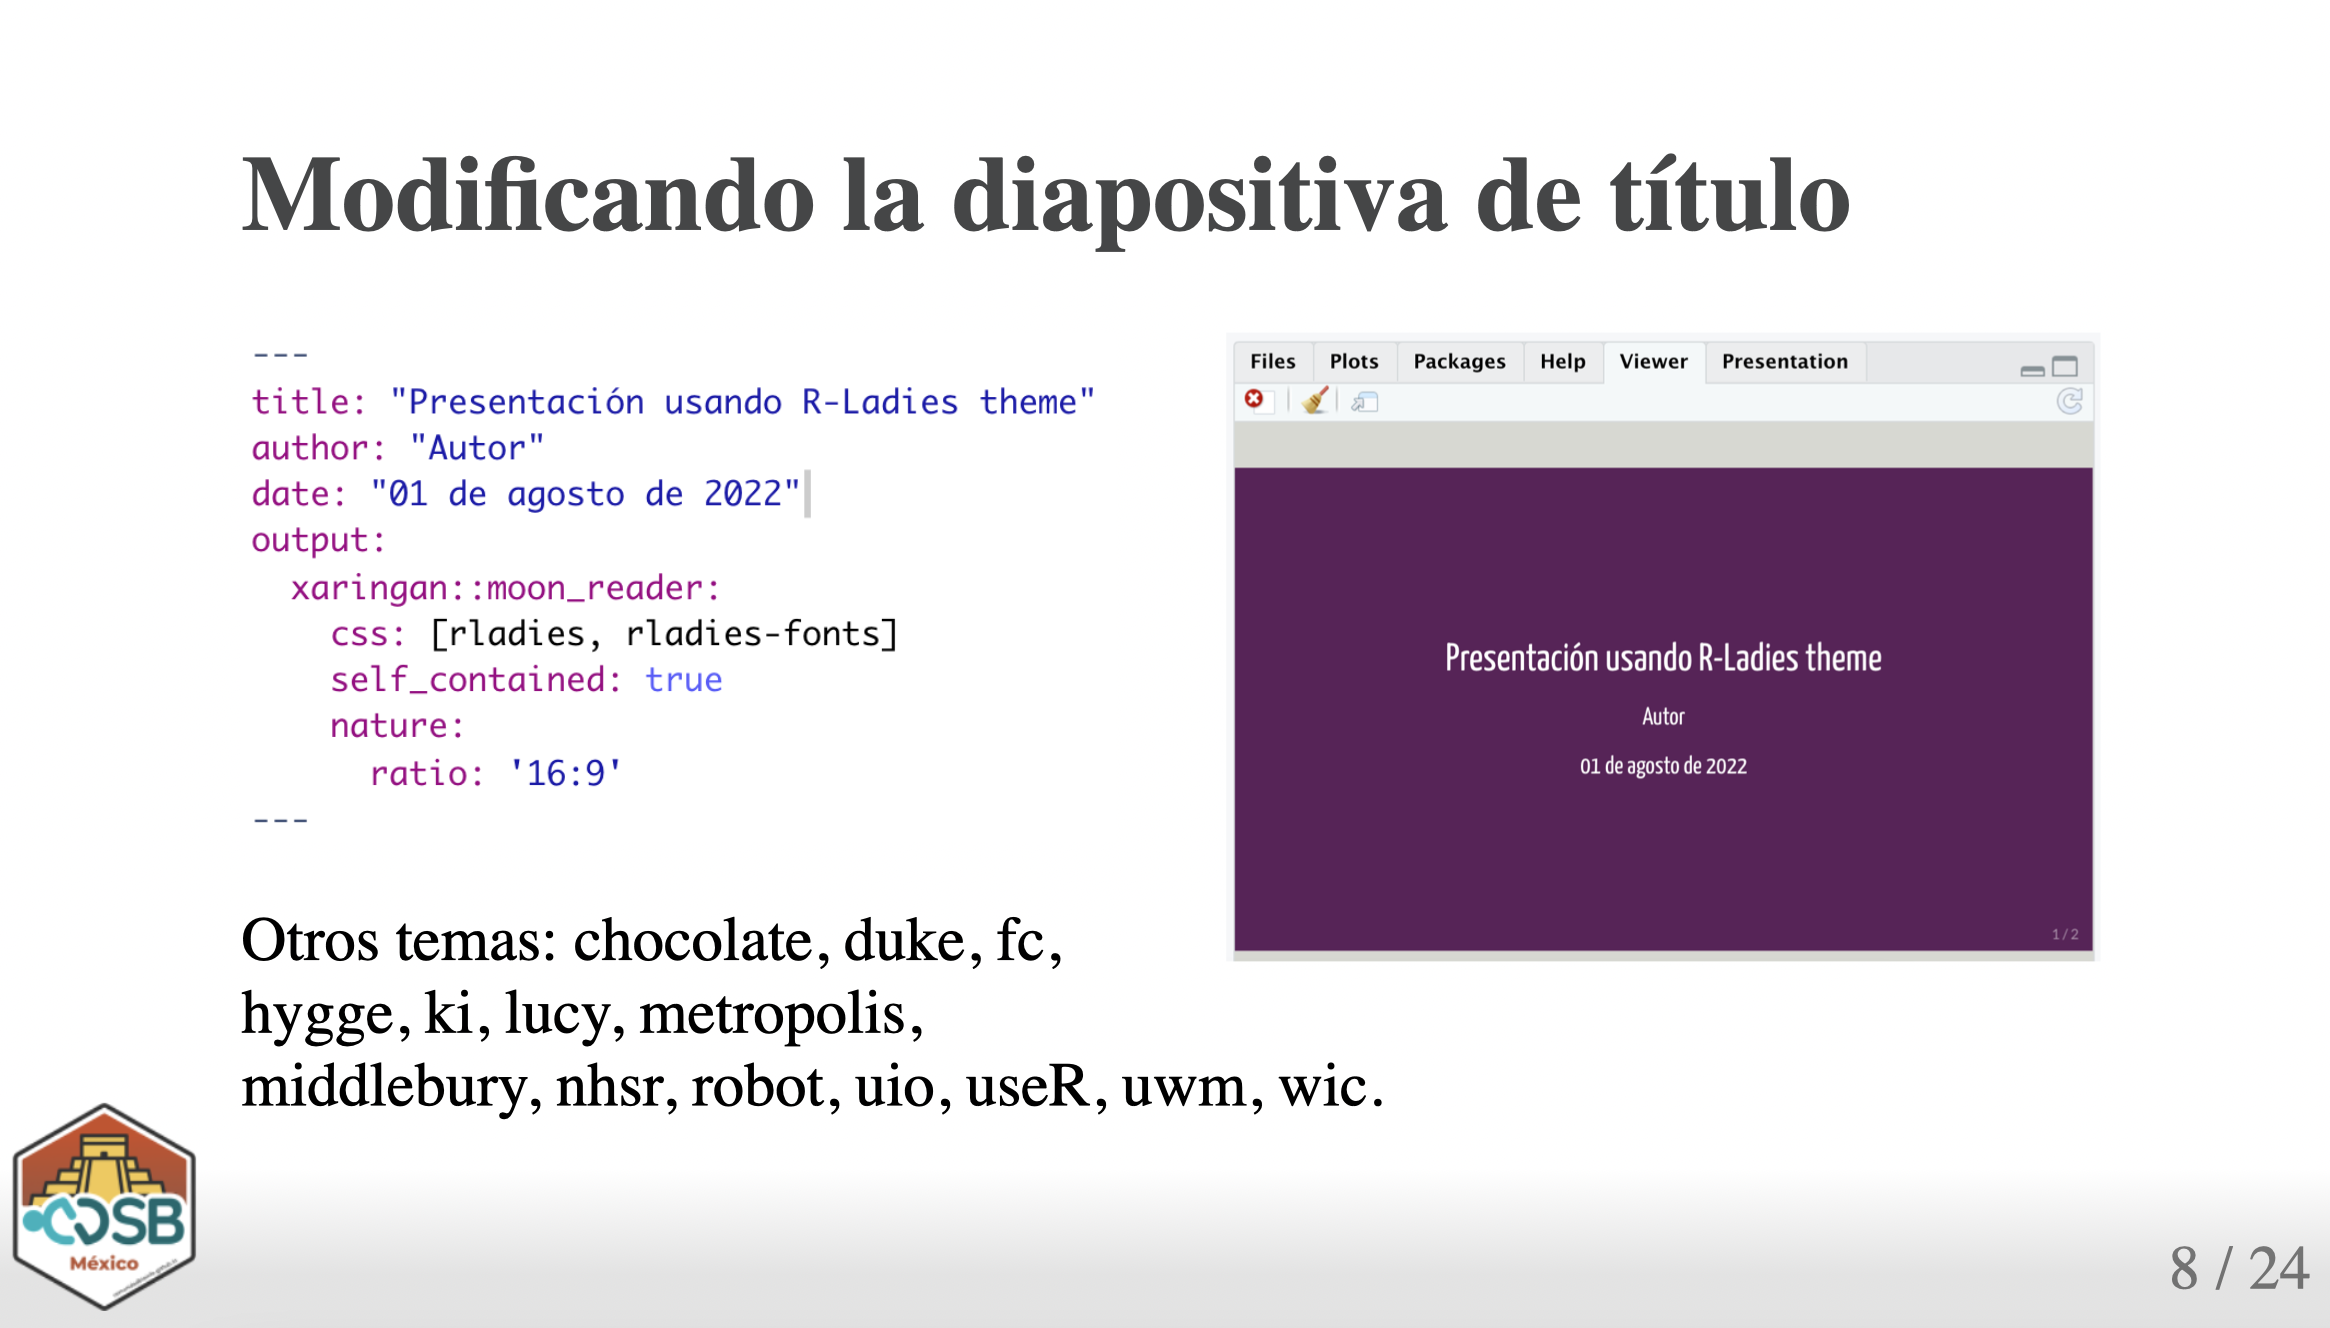 Modificando la diapositiva de título
---
title: "Presentación usando R-Ladies theme"
author: "Autor"
date: "01 de agosto de 2022"
output:
  xaringan::moon_reader:
    css: [rladies, rladies-fonts]
    self_contained: true
    nature:
      ratio: '16:9'
---
Otros temas: chocolate, duke, fc,
hygge, ki, lucy, metropolis,
middlebury, nhsr, robot, uio, useR, uwm, wic.
Files Plots Packages Help Viewer Presentation
Presentación usando R-Ladies theme
Autor
01 de agosto de 2022
1 / 2
CDSB
México
8 / 24